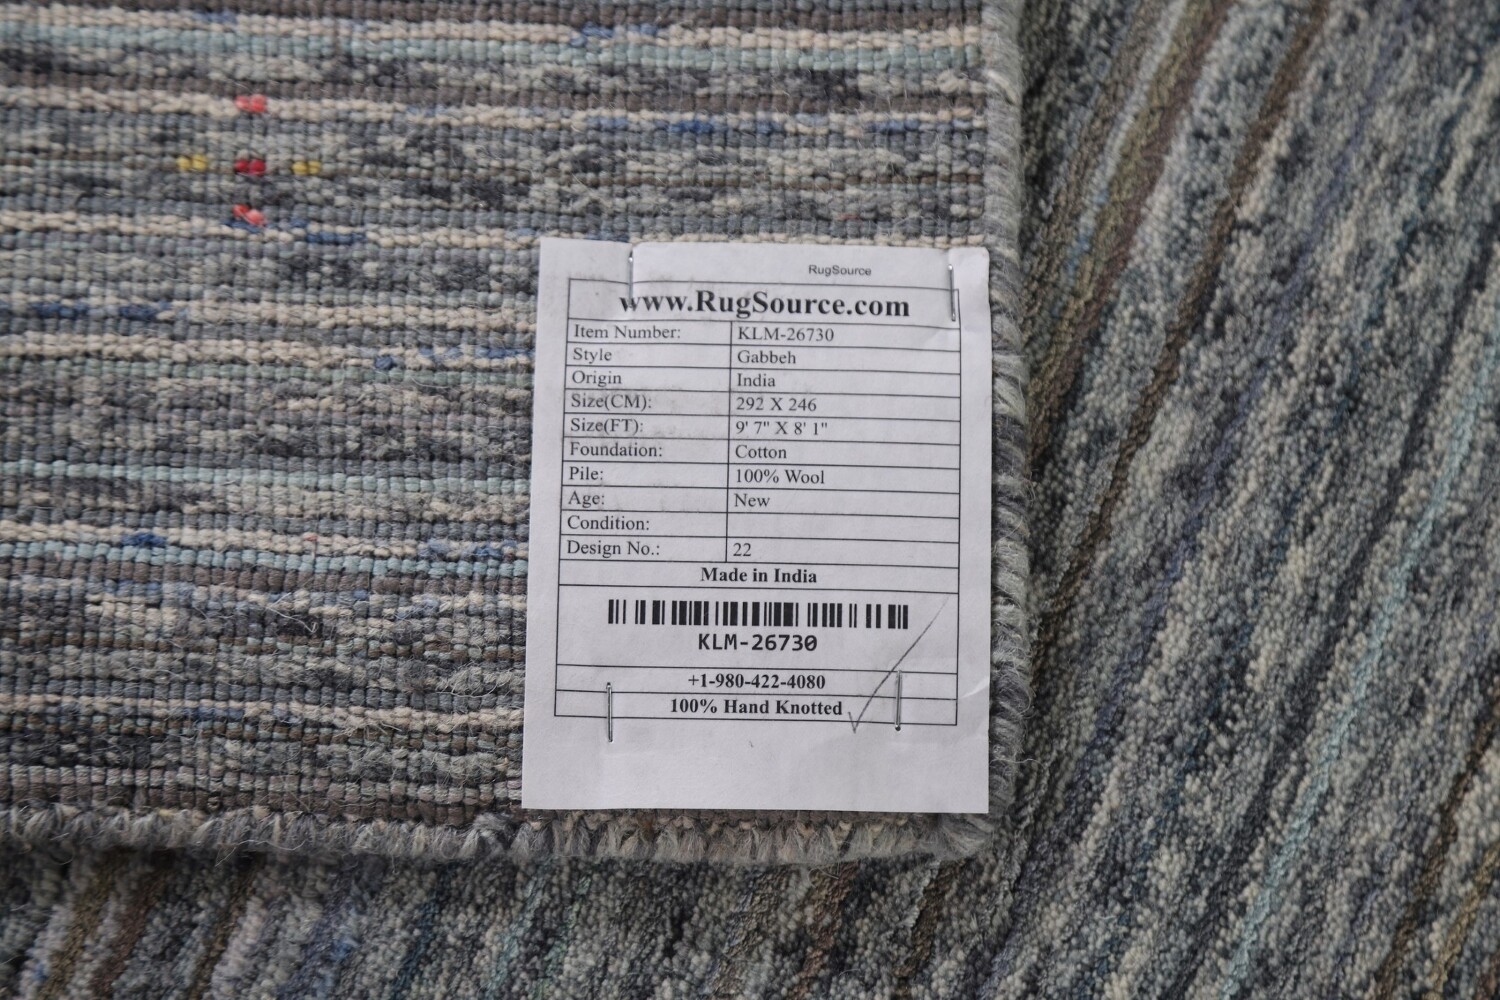 RugSource
www.RugSource.com
Item Number: KLM-26730
Style Gabbeh
Origin India
Size(CM): 292 X 246
Size(FT): 9' 7" X 8' 1"
Foundation: Cotton
Pile: 100% Wool
Age: New
Condition:
Design No.: 22
Made in India
KLM-26730
+1-980-422-4080
100% Hand Knotted